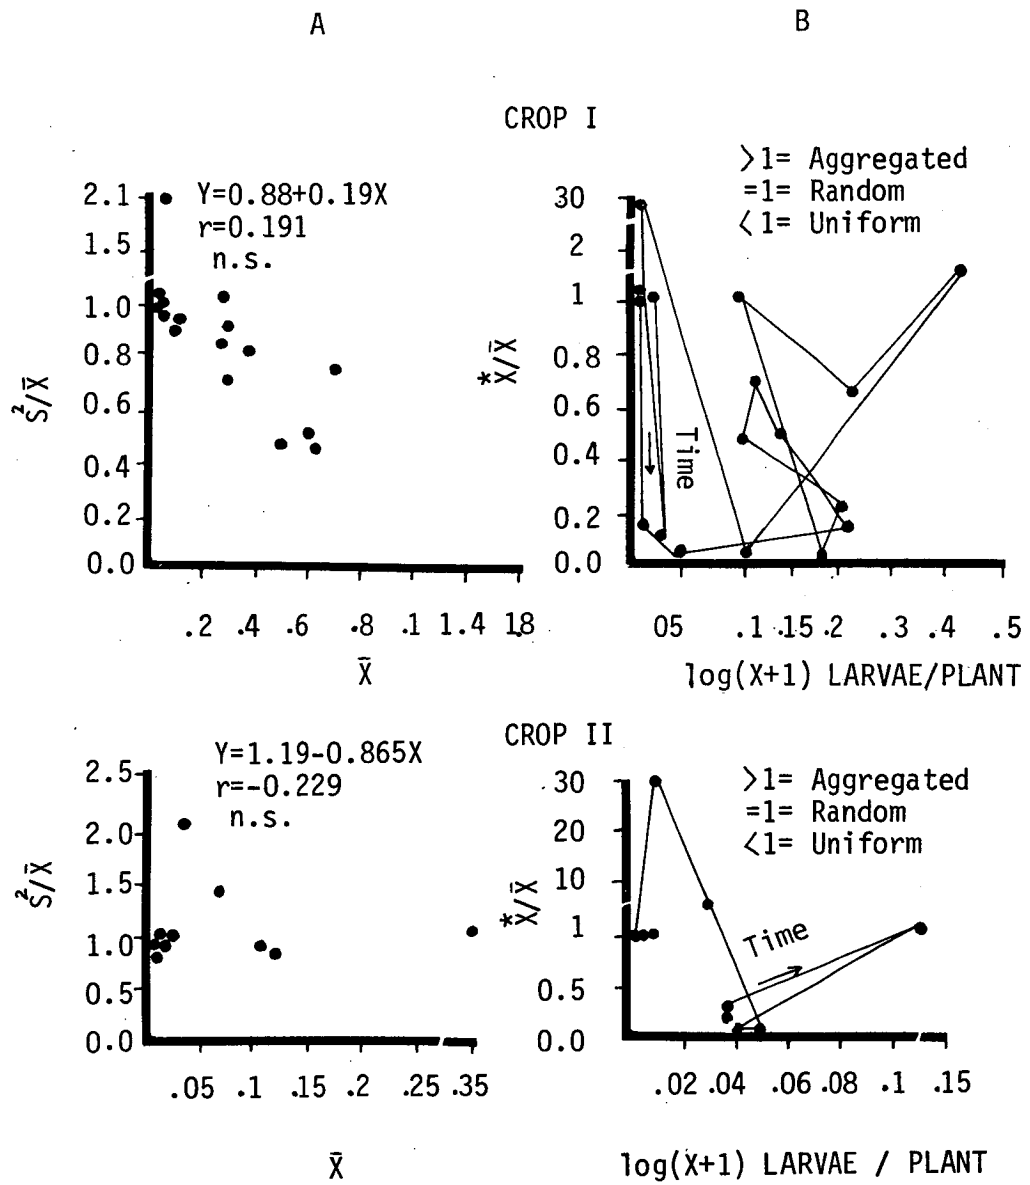 A
B
CROP I
Y=0.88+0.19X
r=0.191
n.s.
2.1
1.5
1.0
0.8
0.6
0.4
0.2
0.0
S²/X̄
.2 .4 .6 .8 .1 1.4 1.8
X̄
>1= Aggregated
=1= Random
<1= Uniform
30
2
1
0.8
0.6
0.4
0.2
0.0
*X/X̄
Time
05 .1 .15 .2 .3 .4 .5
log(X+1) LARVAE/PLANT
CROP II
Y=1.19-0.865X
r=-0.229
n.s.
2.5
2.0
1.5
1.0
0.5
0.0
S²/X̄
.05 .1 .15 .2 .25 .35
X̄
>1= Aggregated
=1= Random
<1= Uniform
30
20
10
1
0.5
0.0
*X/X̄
Time
.02 .04 .06 .08 .1 .15
log(X+1) LARVAE / PLANT